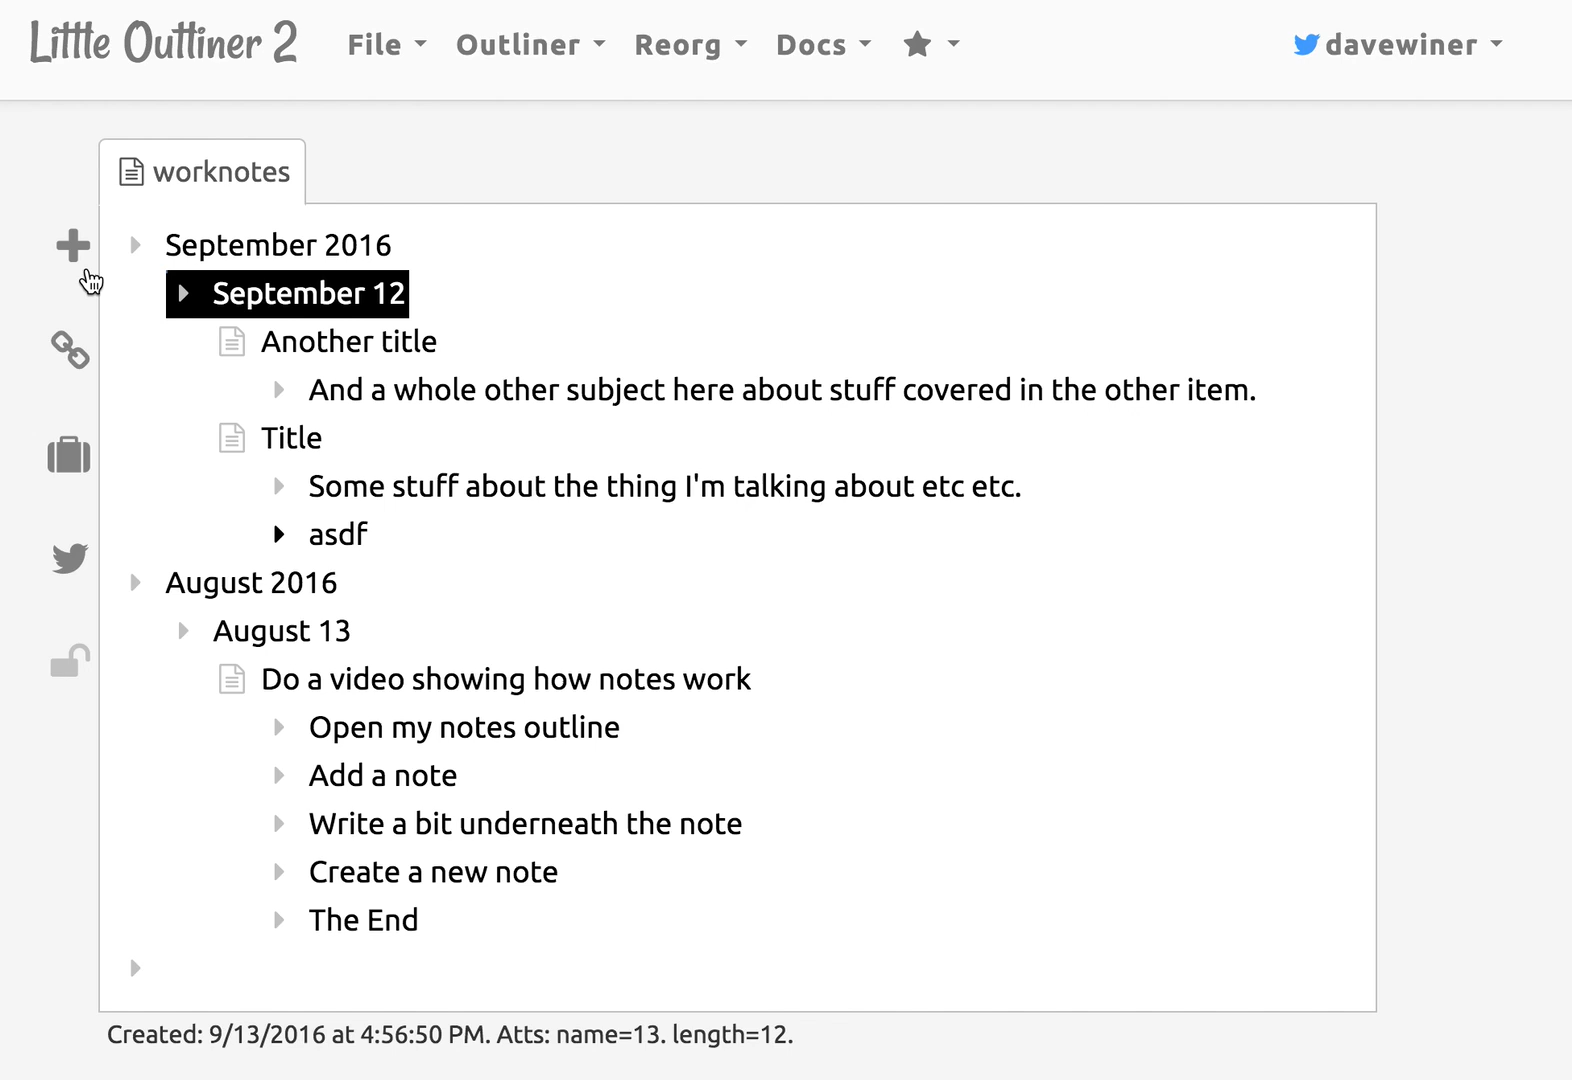 Little Outliner 2 File Outliner Reorg Docs davewiner
worknotes
September 2016
September 12
Another title
And a whole other subject here about stuff covered in the other item.
Title
Some stuff about the thing I'm talking about etc etc.
asdf
August 2016
August 13
Do a video showing how notes work
Open my notes outline
Add a note
Write a bit underneath the note
Create a new note
The End
Created: 9/13/2016 at 4:56:50 PM. Atts: name=13. length=12.